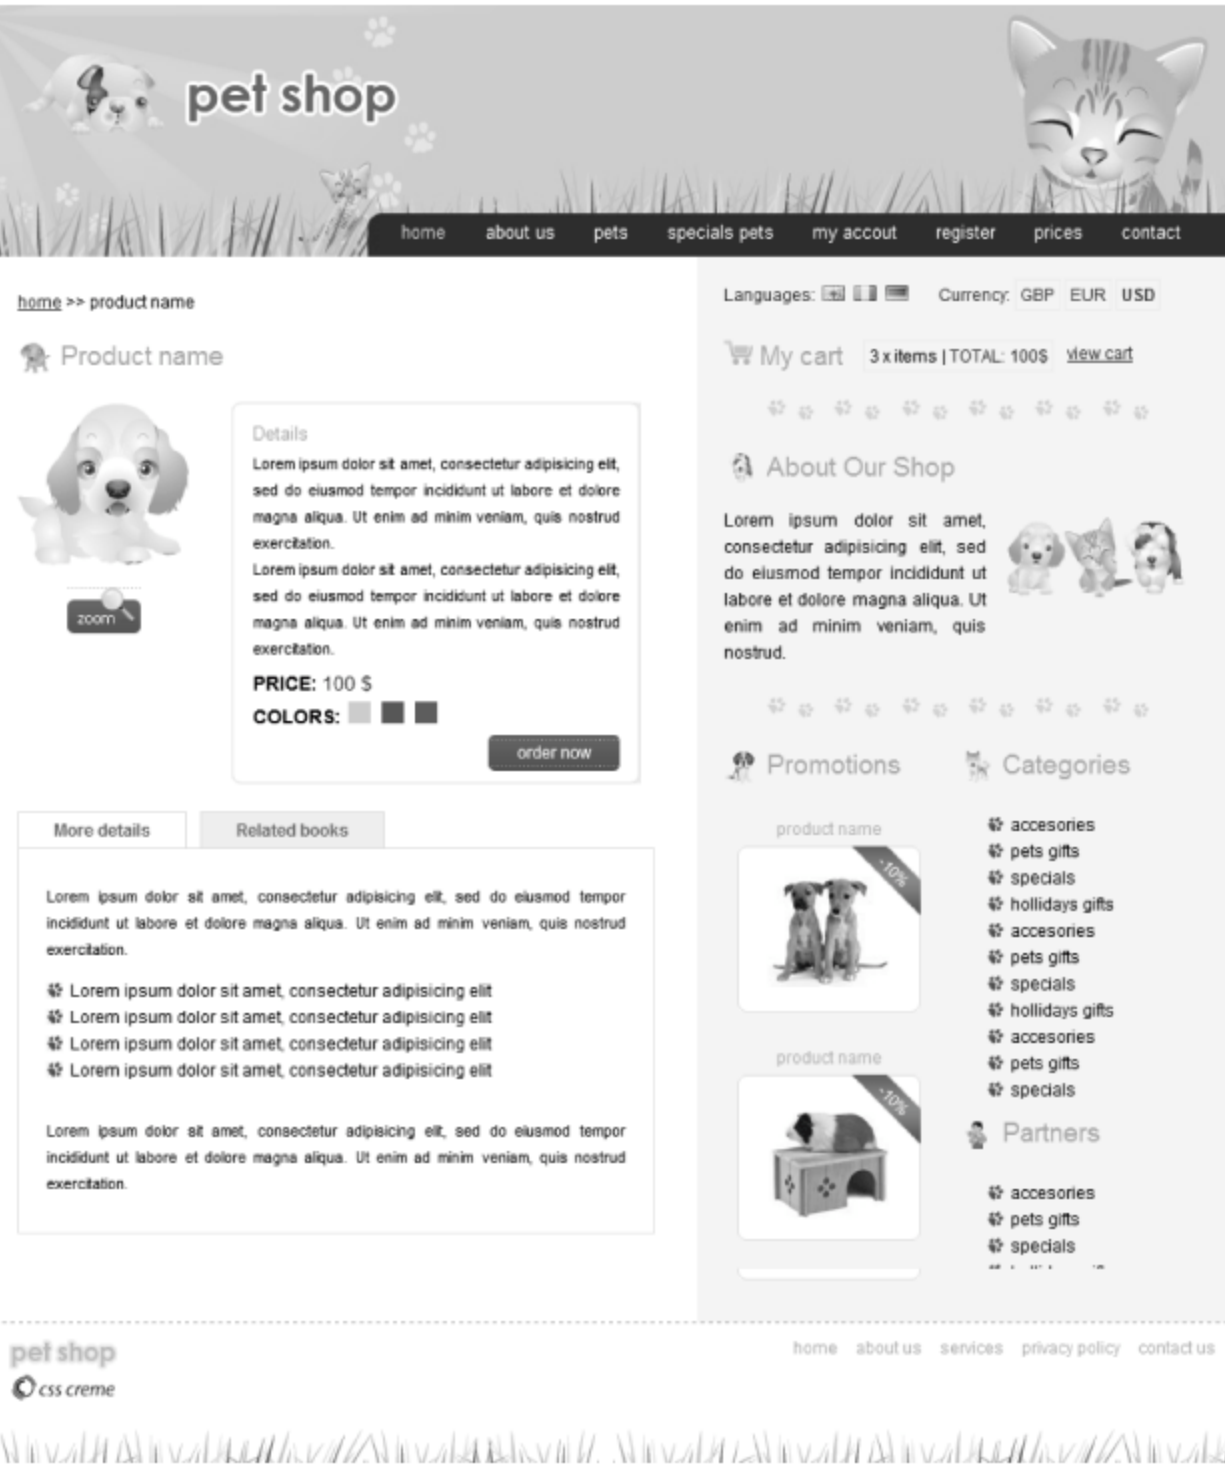 pet shop
home about us pets specials pets my accout register prices contact
home >> product name
Product name
Details
Lorem ipsum dolor sit amet, consectetur adipisicing elit,
sed do eiusmod tempor incididunt ut labore et dolore
magna aliqua. Ut enim ad minim veniam, quis nostrud
exercitation.
Lorem ipsum dolor sit amet, consectetur adipisicing elit,
sed do eiusmod tempor incididunt ut labore et dolore
magna aliqua. Ut enim ad minim veniam, quis nostrud
exercitation.
PRICE: 100 $
COLORS:
order now
zoom
More details
Related books
Lorem ipsum dolor sit amet, consectetur adipisicing elit, sed do eiusmod tempor
incididunt ut labore et dolore magna aliqua. Ut enim ad minim veniam, quis nostrud
exercitation.
Lorem ipsum dolor sit amet, consectetur adipisicing elit
Lorem ipsum dolor sit amet, consectetur adipisicing elit
Lorem ipsum dolor sit amet, consectetur adipisicing elit
Lorem ipsum dolor sit amet, consectetur adipisicing elit
Lorem ipsum dolor sit amet, consectetur adipisicing elit, sed do eiusmod tempor
incididunt ut labore et dolore magna aliqua. Ut enim ad minim veniam, quis nostrud
exercitation.
Languages: Currency: GBP EUR USD
My cart 3 x items | TOTAL: 100$ view cart
About Our Shop
Lorem ipsum dolor sit amet,
consectetur adipisicing elit, sed
do eiusmod tempor incididunt ut
labore et dolore magna aliqua. Ut
enim ad minim veniam, quis
nostrud.
Promotions
product name
-10%
product name
-10%
Categories
accesories
pets gifts
specials
hollidays gifts
accesories
pets gifts
specials
hollidays gifts
accesories
pets gifts
specials
Partners
accesories
pets gifts
specials
pet shop
css creme
home about us services privacy policy contact us